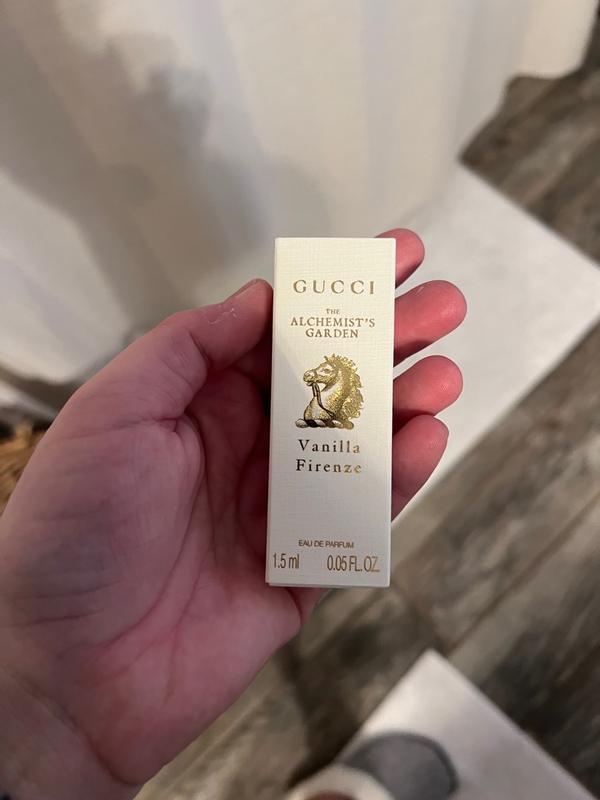 GUCCI
THE
ALCHEMIST'S
GARDEN
Vanilla
Firenze
EAU DE PARFUM
1.5 ml 0.05 FL. OZ.